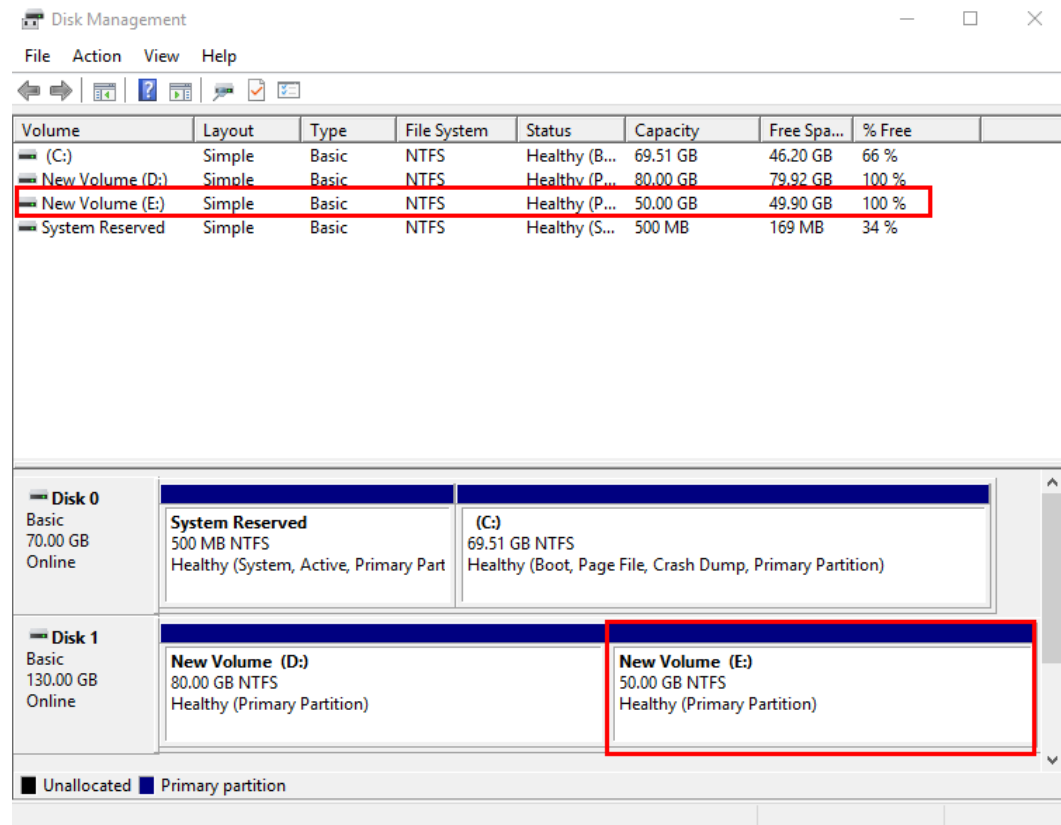 Disk Management
File Action View Help
Volume Layout Type File System Status Capacity Free Spa... % Free
(C:) Simple Basic NTFS Healthy (B... 69.51 GB 46.20 GB 66 %
New Volume (D:) Simple Basic NTFS Healthy (P... 80.00 GB 79.92 GB 100 %
New Volume (E:) Simple Basic NTFS Healthy (P... 50.00 GB 49.90 GB 100 %
System Reserved Simple Basic NTFS Healthy (S... 500 MB 169 MB 34 %
Disk 0
Basic
70.00 GB
Online
System Reserved
500 MB NTFS
Healthy (System, Active, Primary Part
(C:)
69.51 GB NTFS
Healthy (Boot, Page File, Crash Dump, Primary Partition)
Disk 1
Basic
130.00 GB
Online
New Volume (D:)
80.00 GB NTFS
Healthy (Primary Partition)
New Volume (E:)
50.00 GB NTFS
Healthy (Primary Partition)
Unallocated Primary partition